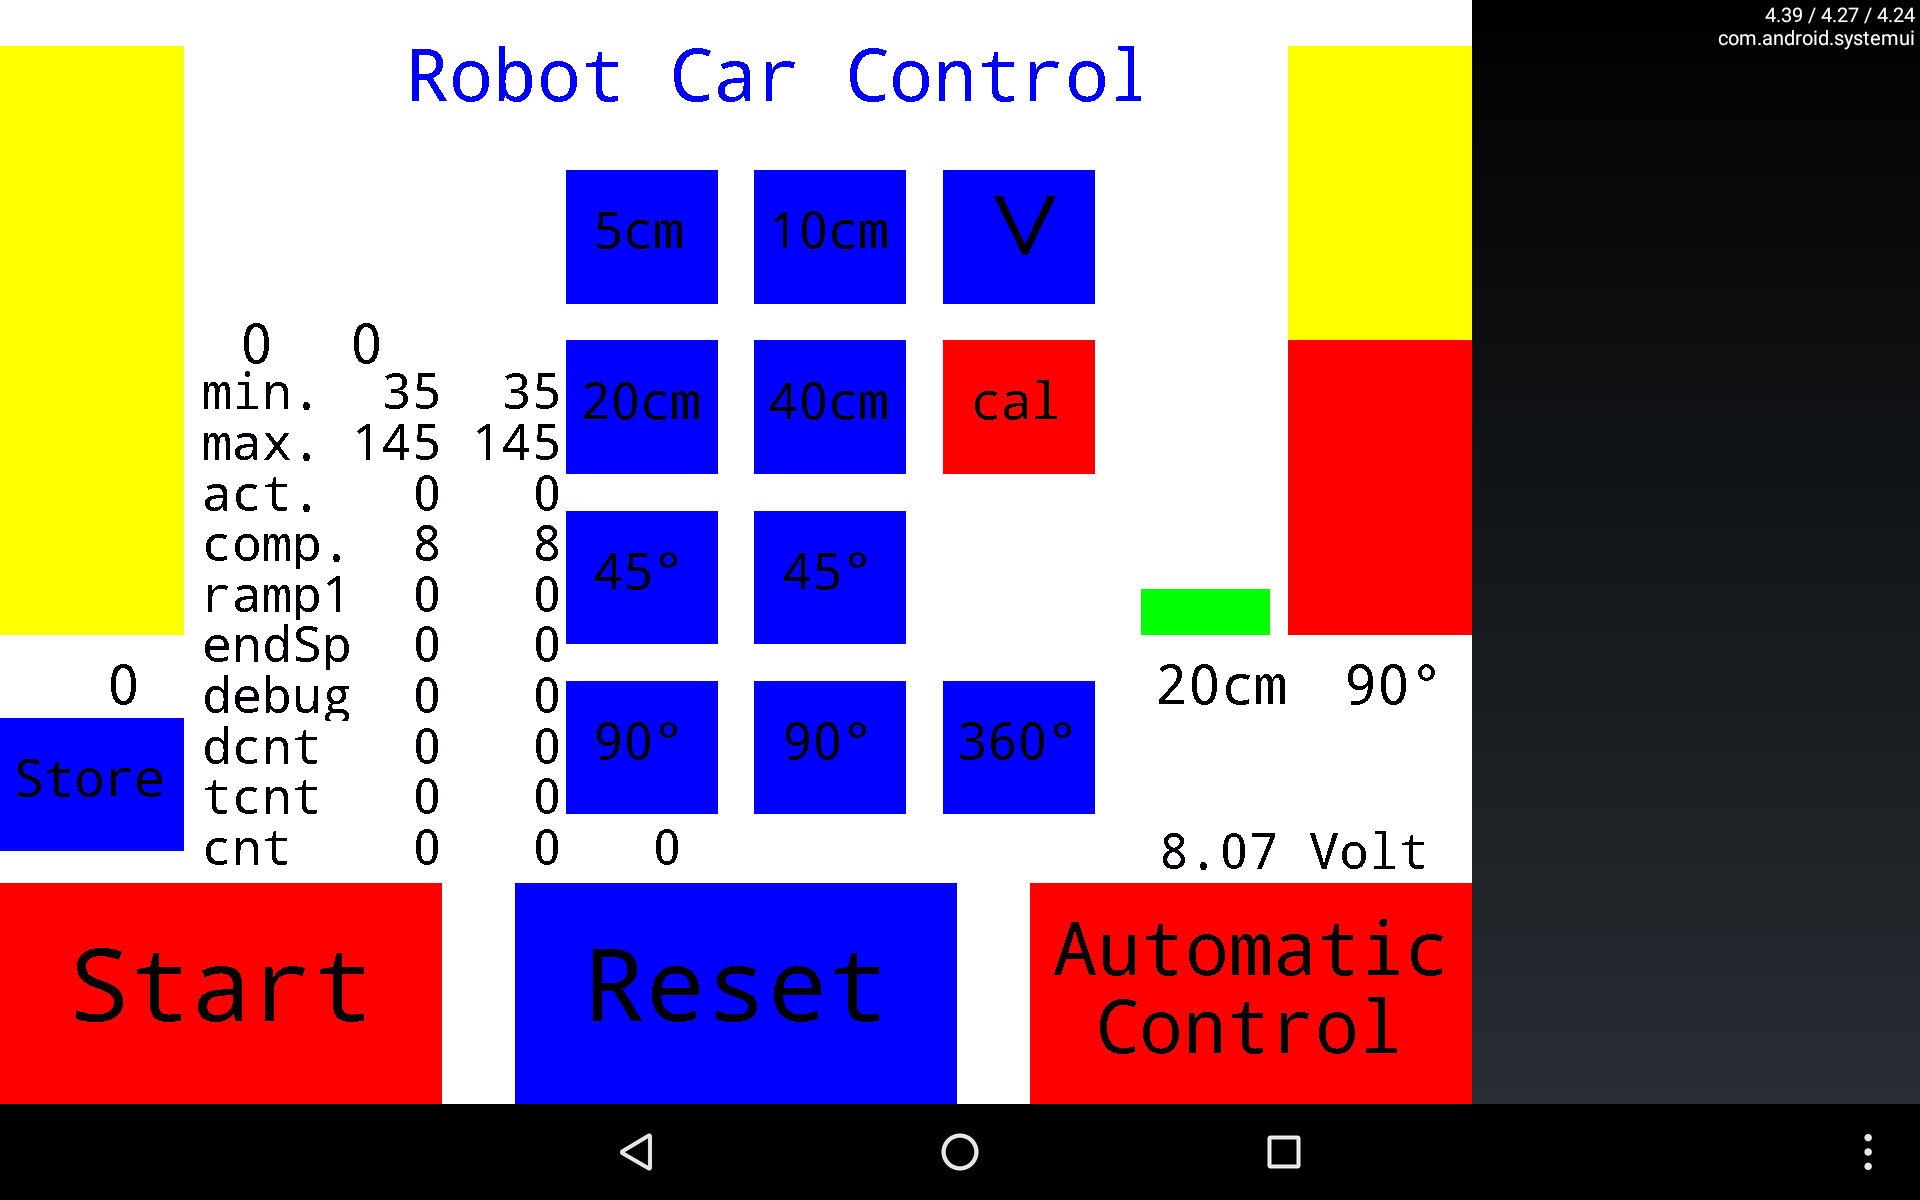 4.39 / 4.27 / 4.24
com.android.systemui
Robot Car Control
5cm 10cm V
0 0
min. 35 35
max. 145 145
act. 0 0
comp. 8 8
ramp1 0 0
endSp 0 0
debug 0 0
dcnt 0 0
tcnt 0 0
cnt 0 0 0
20cm 40cm cal
45° 45°
90° 90° 360°
0
Store
20cm 90°
8.07 Volt
Start
Reset
Automatic
Control